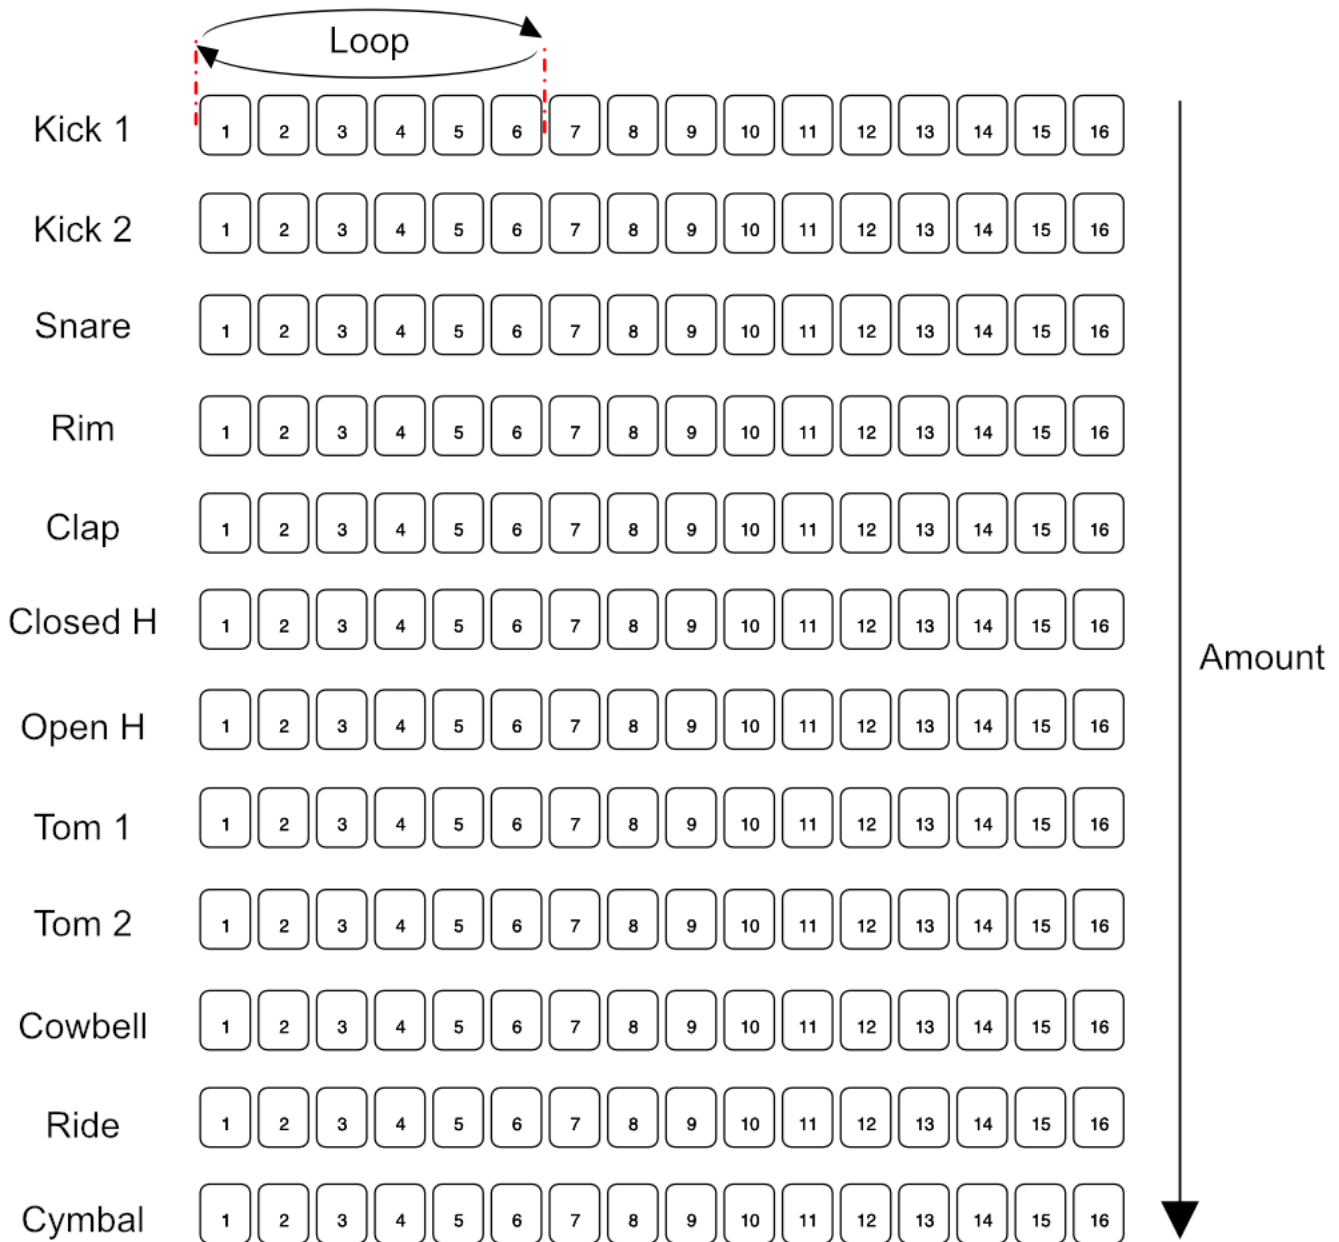 Loop
Kick 1 1 2 3 4 5 6 7 8 9 10 11 12 13 14 15 16
Kick 2 1 2 3 4 5 6 7 8 9 10 11 12 13 14 15 16
Snare 1 2 3 4 5 6 7 8 9 10 11 12 13 14 15 16
Rim 1 2 3 4 5 6 7 8 9 10 11 12 13 14 15 16
Clap 1 2 3 4 5 6 7 8 9 10 11 12 13 14 15 16
Closed H 1 2 3 4 5 6 7 8 9 10 11 12 13 14 15 16
Amount
Open H 1 2 3 4 5 6 7 8 9 10 11 12 13 14 15 16
Tom 1 1 2 3 4 5 6 7 8 9 10 11 12 13 14 15 16
Tom 2 1 2 3 4 5 6 7 8 9 10 11 12 13 14 15 16
Cowbell 1 2 3 4 5 6 7 8 9 10 11 12 13 14 15 16
Ride 1 2 3 4 5 6 7 8 9 10 11 12 13 14 15 16
Cymbal 1 2 3 4 5 6 7 8 9 10 11 12 13 14 15 16